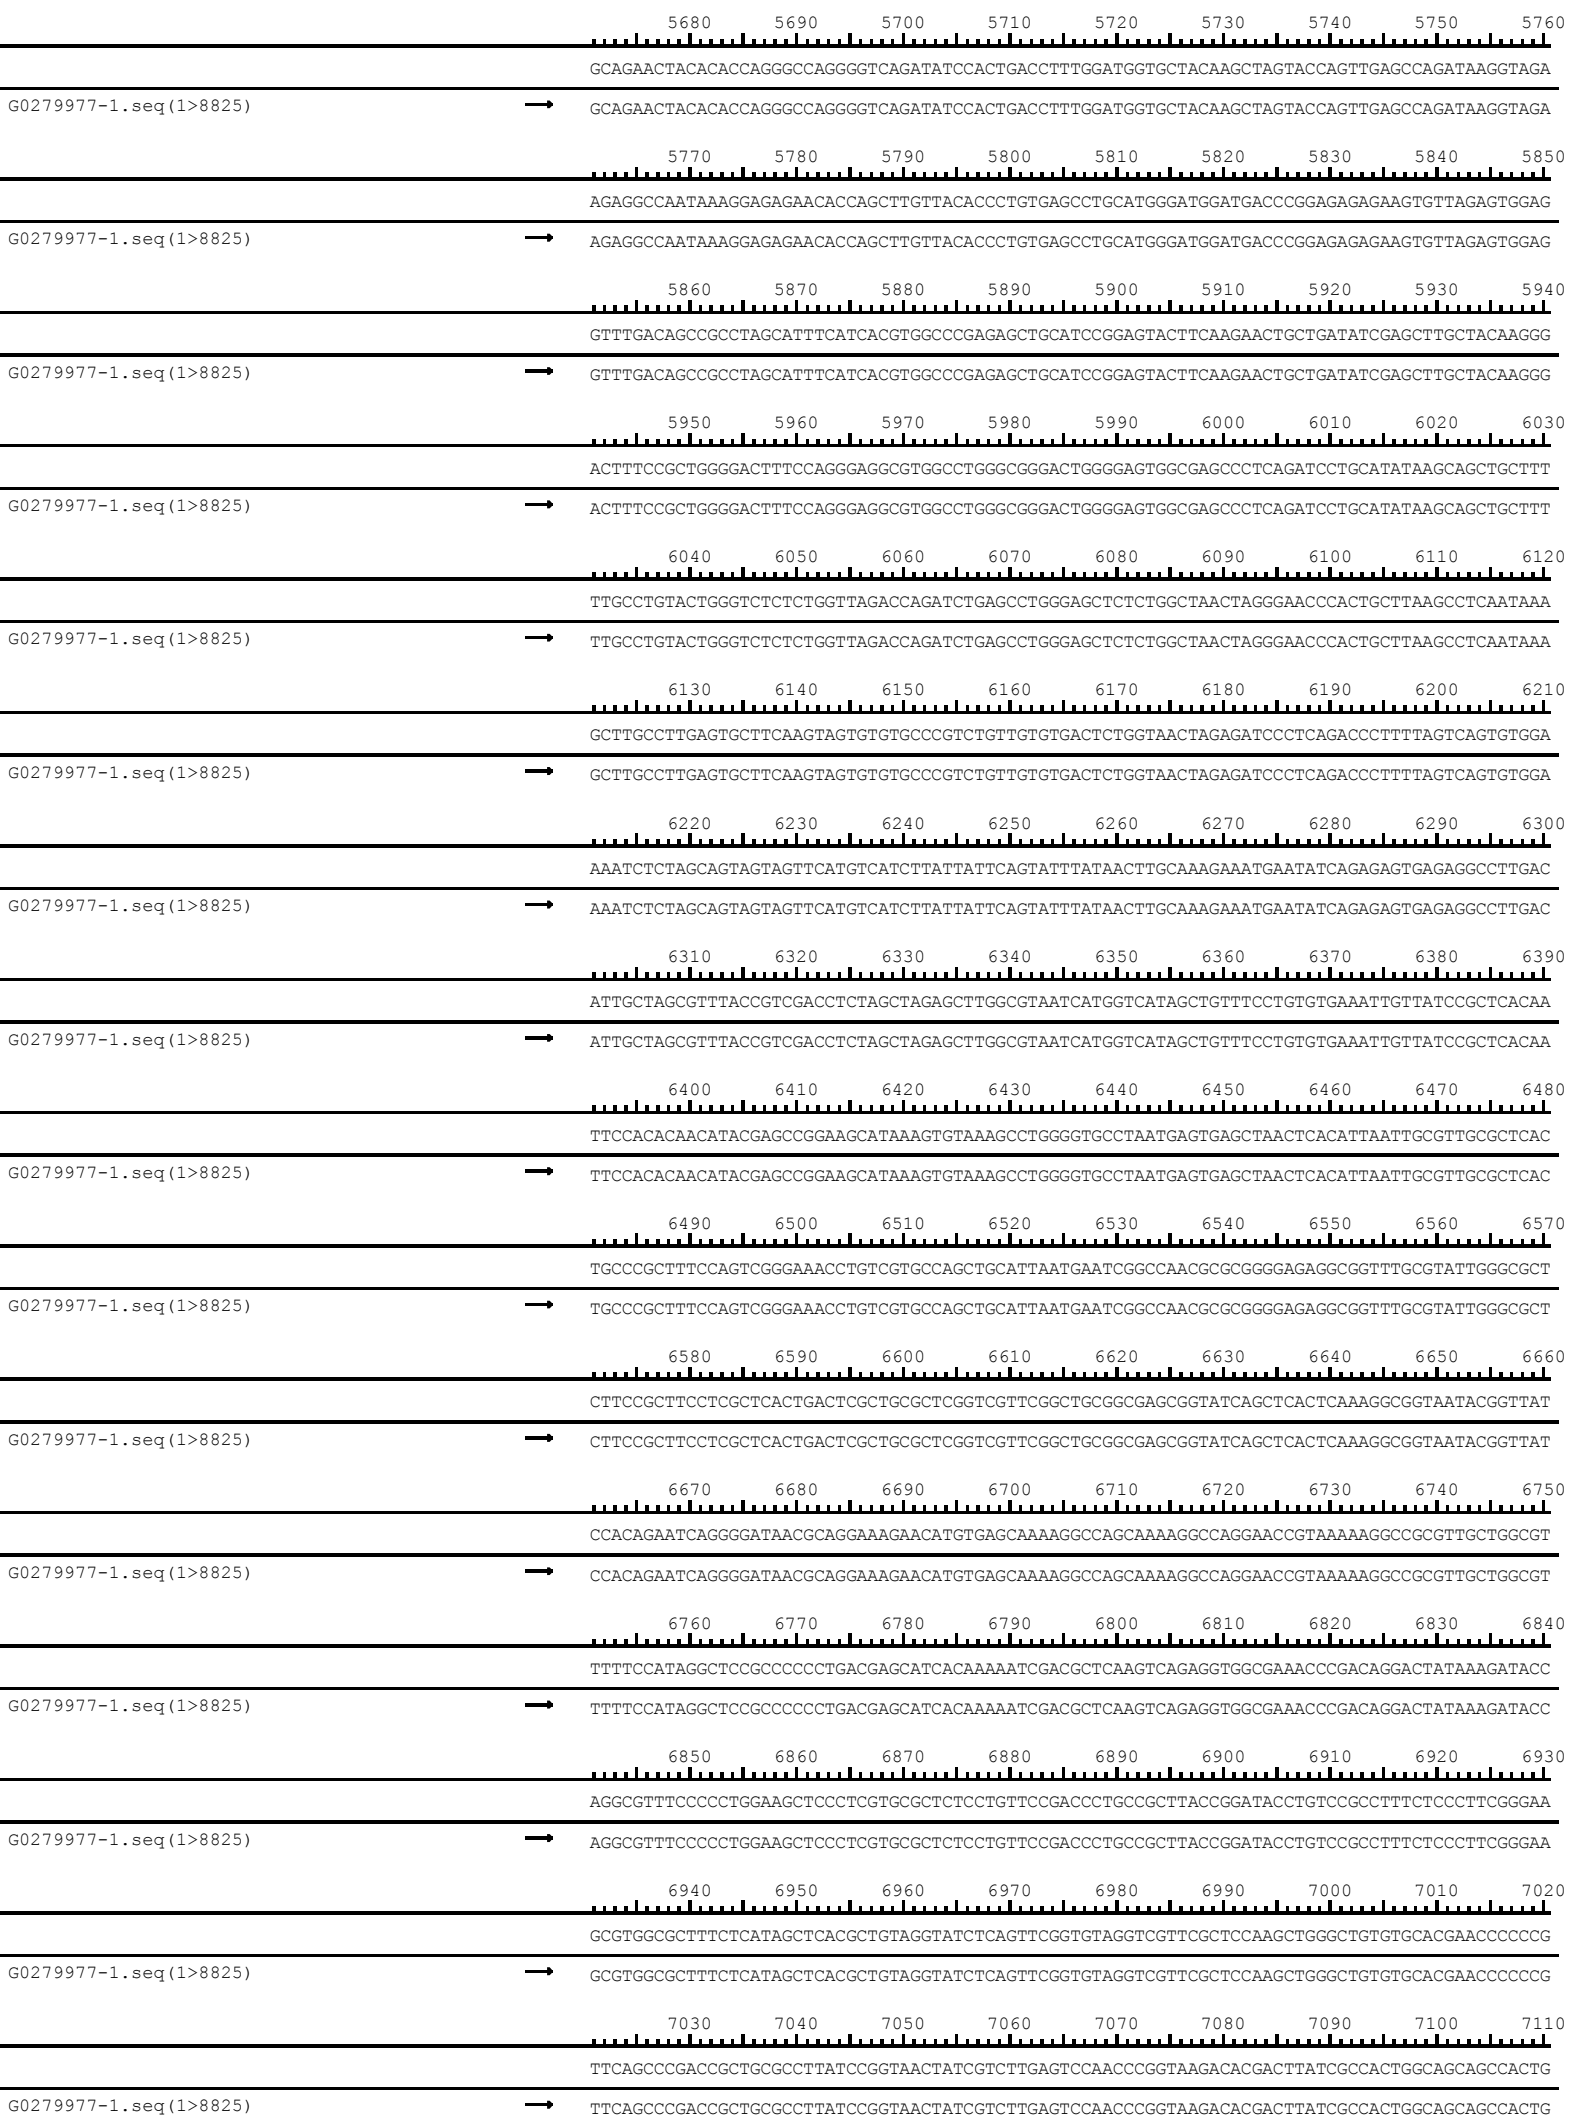 5680 5690 5700 5710 5720 5730 5740 5750 5760
GCAGAACTACACACCAGGGCCAGGGGTCAGATATCCACTGACCTTTGGATGGTGCTACAAGCTAGTACCAGTTGAGCCAGATAAGGTAGA
G0279977-1.seq(1>8825) → GCAGAACTACACACCAGGGCCAGGGGTCAGATATCCACTGACCTTTGGATGGTGCTACAAGCTAGTACCAGTTGAGCCAGATAAGGTAGA
5770 5780 5790 5800 5810 5820 5830 5840 5850
AGAGGCCAATAAAGGAGAGAACACCAGCTTGTTACACCCTGTGAGCCTGCATGGGATGGATGACCCGGAGAGAGAAGTGTTAGAGTGGAG
G0279977-1.seq(1>8825) → AGAGGCCAATAAAGGAGAGAACACCAGCTTGTTACACCCTGTGAGCCTGCATGGGATGGATGACCCGGAGAGAGAAGTGTTAGAGTGGAG
5860 5870 5880 5890 5900 5910 5920 5930 5940
GTTTGACAGCCGCCTAGCATTTCATCACGTGGCCCGAGAGCTGCATCCGGAGTACTTCAAGAACTGCTGATATCGAGCTTGCTACAAGGG
G0279977-1.seq(1>8825) → GTTTGACAGCCGCCTAGCATTTCATCACGTGGCCCGAGAGCTGCATCCGGAGTACTTCAAGAACTGCTGATATCGAGCTTGCTACAAGGG
5950 5960 5970 5980 5990 6000 6010 6020 6030
ACTTTCCGCTGGGGACTTTCCAGGGAGGCGTGGCCTGGGCGGGACTGGGGAGTGGCGAGCCCTCAGATCCTGCATATAAGCAGCTGCTTT
G0279977-1.seq(1>8825) → ACTTTCCGCTGGGGACTTTCCAGGGAGGCGTGGCCTGGGCGGGACTGGGGAGTGGCGAGCCCTCAGATCCTGCATATAAGCAGCTGCTTT
6040 6050 6060 6070 6080 6090 6100 6110 6120
TTGCCTGTACTGGGTCTCTCTGGTTAGACCAGATCTGAGCCTGGGAGCTCTCTGGCTAACTAGGGAACCCACTGCTTAAGCCTCAATAAA
G0279977-1.seq(1>8825) → TTGCCTGTACTGGGTCTCTCTGGTTAGACCAGATCTGAGCCTGGGAGCTCTCTGGCTAACTAGGGAACCCACTGCTTAAGCCTCAATAAA
6130 6140 6150 6160 6170 6180 6190 6200 6210
GCTTGCCTTGAGTGCTTCAAGTAGTGTGTGCCCGTCTGTTGTGTGACTCTGGTAACTAGAGATCCCTCAGACCCTTTTAGTCAGTGTGGA
G0279977-1.seq(1>8825) → GCTTGCCTTGAGTGCTTCAAGTAGTGTGTGCCCGTCTGTTGTGTGACTCTGGTAACTAGAGATCCCTCAGACCCTTTTAGTCAGTGTGGA
6220 6230 6240 6250 6260 6270 6280 6290 6300
AAATCTCTAGCAGTAGTAGTTCATGTCATCTTATTATTCAGTATTTATAACTTGCAAAGAAATGAATATCAGAGAGTGAGAGGCCTTGAC
G0279977-1.seq(1>8825) → AAATCTCTAGCAGTAGTAGTTCATGTCATCTTATTATTCAGTATTTATAACTTGCAAAGAAATGAATATCAGAGAGTGAGAGGCCTTGAC
6310 6320 6330 6340 6350 6360 6370 6380 6390
ATTGCTAGCGTTTACCGTCGACCTCTAGCTAGAGCTTGGCGTAATCATGGTCATAGCTGTTTCCTGTGTGAAATTGTTATCCGCTCACAA
G0279977-1.seq(1>8825) → ATTGCTAGCGTTTACCGTCGACCTCTAGCTAGAGCTTGGCGTAATCATGGTCATAGCTGTTTCCTGTGTGAAATTGTTATCCGCTCACAA
6400 6410 6420 6430 6440 6450 6460 6470 6480
TTCCACACAACATACGAGCCGGAAGCATAAAGTGTAAAGCCTGGGGTGCCTAATGAGTGAGCTAACTCACATTAATTGCGTTGCGCTCAC
G0279977-1.seq(1>8825) → TTCCACACAACATACGAGCCGGAAGCATAAAGTGTAAAGCCTGGGGTGCCTAATGAGTGAGCTAACTCACATTAATTGCGTTGCGCTCAC
6490 6500 6510 6520 6530 6540 6550 6560 6570
TGCCCGCTTTCCAGTCGGGAAACCTGTCGTGCCAGCTGCATTAATGAATCGGCCAACGCGCGGGGAGAGGCGGTTTGCGTATTGGGCGCT
G0279977-1.seq(1>8825) → TGCCCGCTTTCCAGTCGGGAAACCTGTCGTGCCAGCTGCATTAATGAATCGGCCAACGCGCGGGGAGAGGCGGTTTGCGTATTGGGCGCT
6580 6590 6600 6610 6620 6630 6640 6650 6660
CTTCCGCTTCCTCGCTCACTGACTCGCTGCGCTCGGTCGTTCGGCTGCGGCGAGCGGTATCAGCTCACTCAAAGGCGGTAATACGGTTAT
G0279977-1.seq(1>8825) → CTTCCGCTTCCTCGCTCACTGACTCGCTGCGCTCGGTCGTTCGGCTGCGGCGAGCGGTATCAGCTCACTCAAAGGCGGTAATACGGTTAT
6670 6680 6690 6700 6710 6720 6730 6740 6750
CCACAGAATCAGGGGATAACGCAGGAAAGAACATGTGAGCAAAAGGCCAGCAAAAGGCCAGGAACCGTAAAAAGGCCGCGTTGCTGGCGT
G0279977-1.seq(1>8825) → CCACAGAATCAGGGGATAACGCAGGAAAGAACATGTGAGCAAAAGGCCAGCAAAAGGCCAGGAACCGTAAAAAGGCCGCGTTGCTGGCGT
6760 6770 6780 6790 6800 6810 6820 6830 6840
TTTTCCATAGGCTCCGCCCCCCTGACGAGCATCACAAAAATCGACGCTCAAGTCAGAGGTGGCGAAACCCGACAGGACTATAAAGATACC
G0279977-1.seq(1>8825) → TTTTCCATAGGCTCCGCCCCCCTGACGAGCATCACAAAAATCGACGCTCAAGTCAGAGGTGGCGAAACCCGACAGGACTATAAAGATACC
6850 6860 6870 6880 6890 6900 6910 6920 6930
AGGCGTTTCCCCCTGGAAGCTCCCTCGTGCGCTCTCCTGTTCCGACCCTGCCGCTTACCGGATACCTGTCCGCCTTTCTCCCTTCGGGAA
G0279977-1.seq(1>8825) → AGGCGTTTCCCCCTGGAAGCTCCCTCGTGCGCTCTCCTGTTCCGACCCTGCCGCTTACCGGATACCTGTCCGCCTTTCTCCCTTCGGGAA
6940 6950 6960 6970 6980 6990 7000 7010 7020
GCGTGGCGCTTTCTCATAGCTCACGCTGTAGGTATCTCAGTTCGGTGTAGGTCGTTCGCTCCAAGCTGGGCTGTGTGCACGAACCCCCCG
G0279977-1.seq(1>8825) → GCGTGGCGCTTTCTCATAGCTCACGCTGTAGGTATCTCAGTTCGGTGTAGGTCGTTCGCTCCAAGCTGGGCTGTGTGCACGAACCCCCCG
7030 7040 7050 7060 7070 7080 7090 7100 7110
TTCAGCCCGACCGCTGCGCCTTATCCGGTAACTATCGTCTTGAGTCCAACCCGGTAAGACACGACTTATCGCCACTGGCAGCAGCCACTG
G0279977-1.seq(1>8825) → TTCAGCCCGACCGCTGCGCCTTATCCGGTAACTATCGTCTTGAGTCCAACCCGGTAAGACACGACTTATCGCCACTGGCAGCAGCCACTG